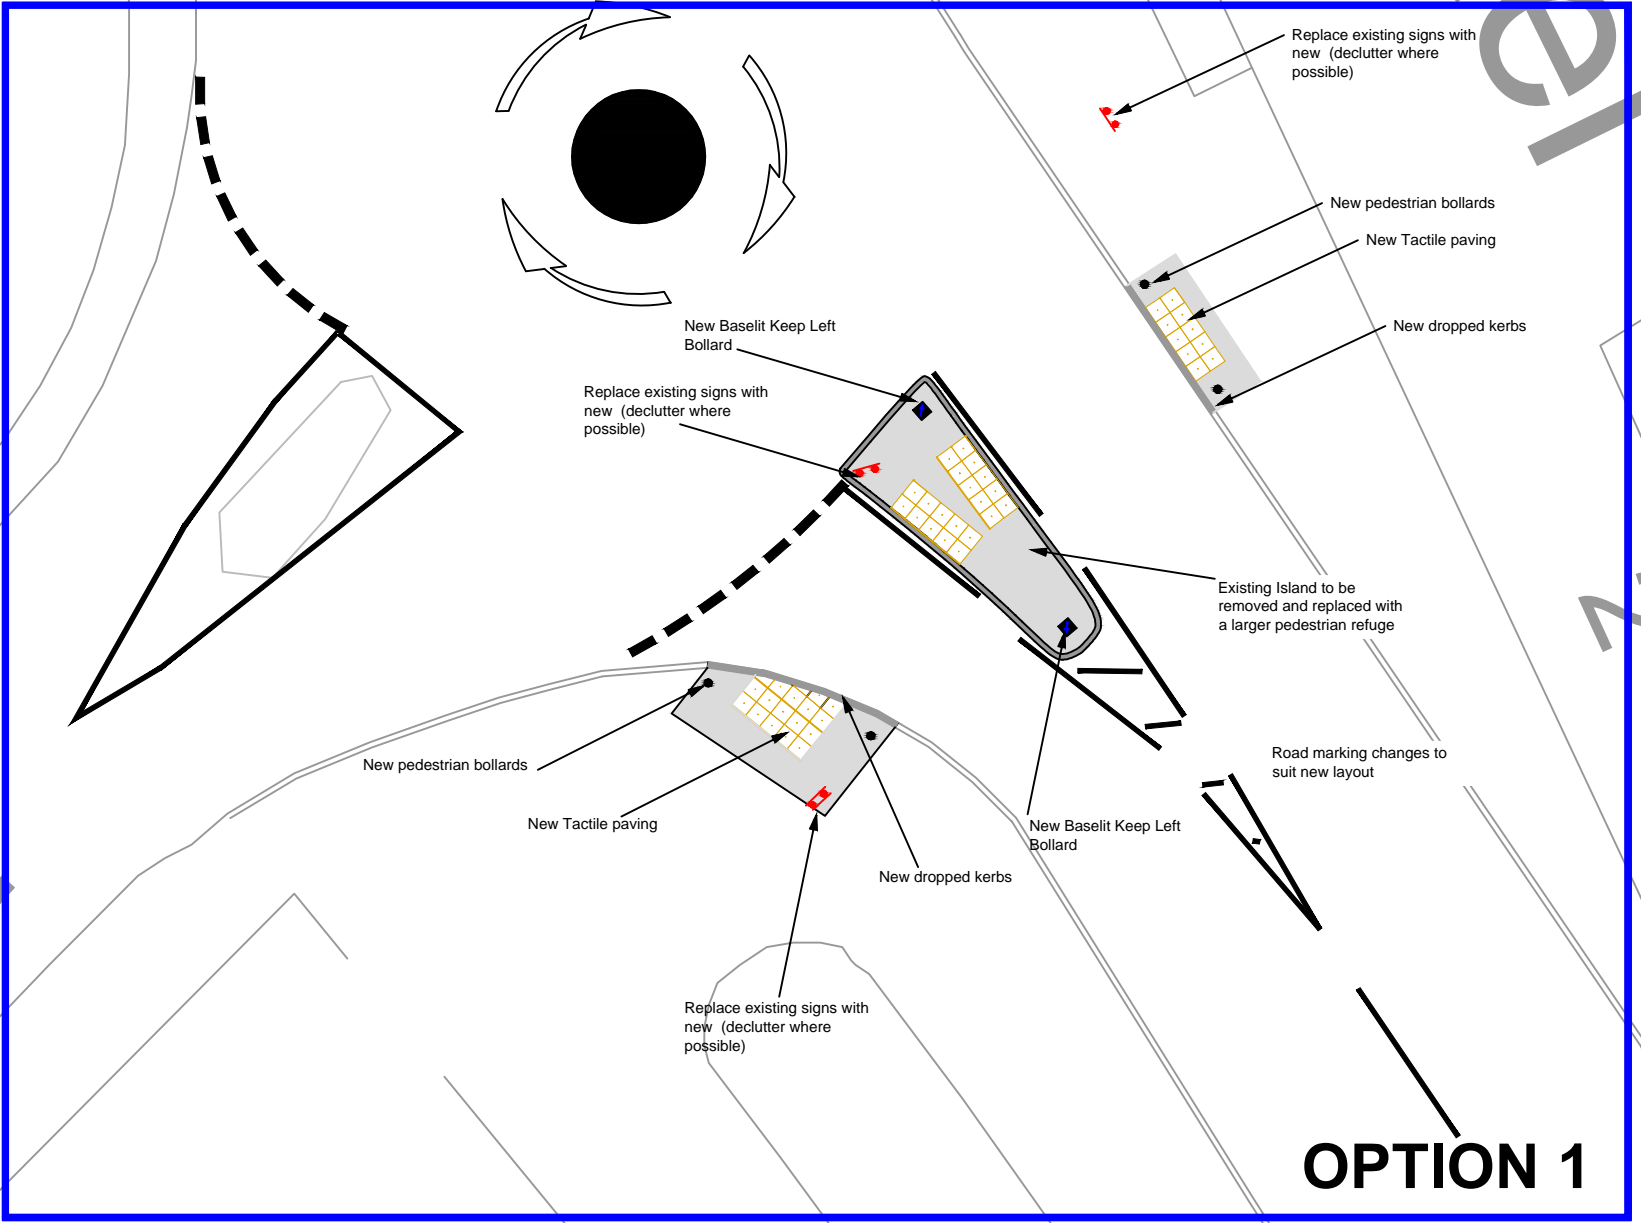 Replace existing signs with
new (declutter where
possible)
New pedestrian bollards
New Tactile paving
New dropped kerbs
New Baselit Keep Left
Bollard
Replace existing signs with
new (declutter where
possible)
Existing Island to be
removed and replaced with
a larger pedestrian refuge
Road marking changes to
suit new layout
New pedestrian bollards
New Tactile paving
New Baselit Keep Left
Bollard
New dropped kerbs
Replace existing signs with
new (declutter where
possible)
OPTION 1